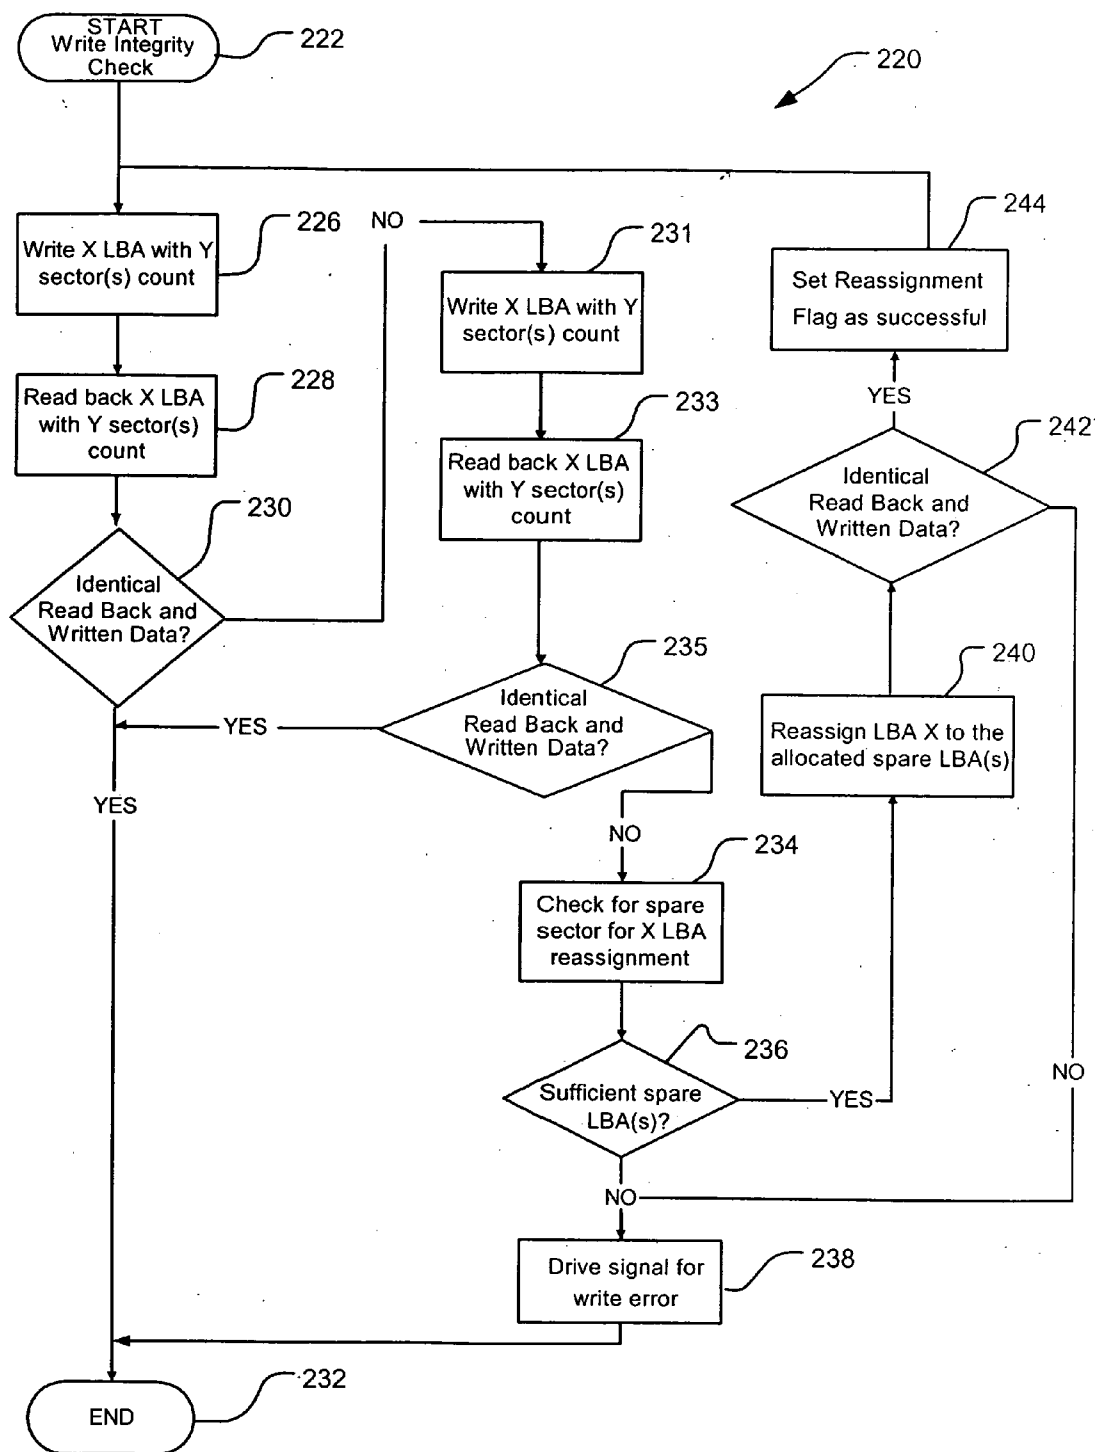 START
Write Integrity
Check
222
220
Write X LBA with Y
sector(s) count
226
NO
Write X LBA with Y
sector(s) count
231
Set Reassignment
Flag as successful
244
Read back X LBA
with Y sector(s)
count
228
Read back X LBA
with Y sector(s)
count
233
YES
Identical
Read Back and
Written Data?
242
Identical
Read Back and
Written Data?
230
Identical
Read Back and
Written Data?
235
YES
YES
NO
Reassign LBA X to the
allocated spare LBA(s)
240
Check for spare
sector for X LBA
reassignment
234
Sufficient spare
LBA(s)?
236
YES
NO
NO
Drive signal for
write error
238
END
232